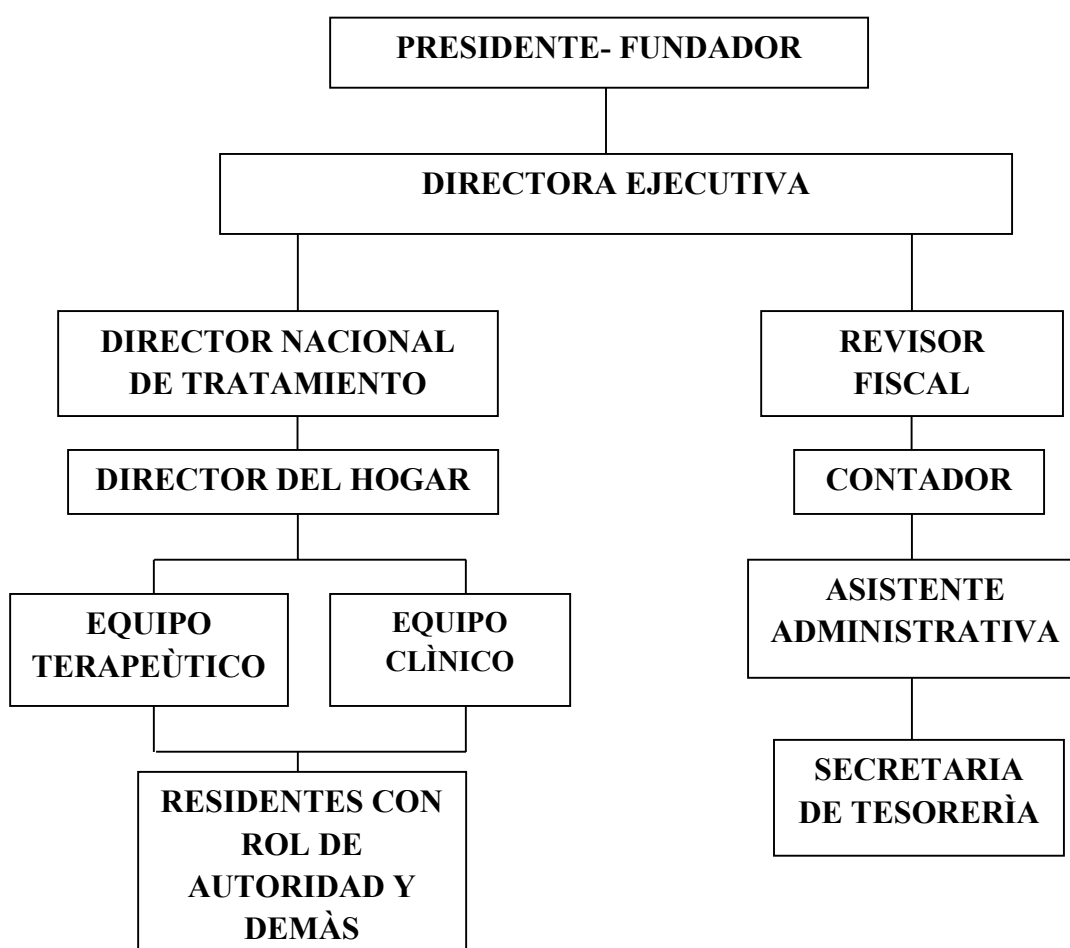 PRESIDENTE- FUNDADOR
DIRECTORA EJECUTIVA
DIRECTOR NACIONAL
DE TRATAMIENTO
REVISOR
FISCAL
DIRECTOR DEL HOGAR
CONTADOR
EQUIPO
TERAPEÙTICO
EQUIPO
CLÌNICO
ASISTENTE
ADMINISTRATIVA
RESIDENTES CON
ROL DE
AUTORIDAD Y
DEMÀS
SECRETARIA
DE TESORERÌA